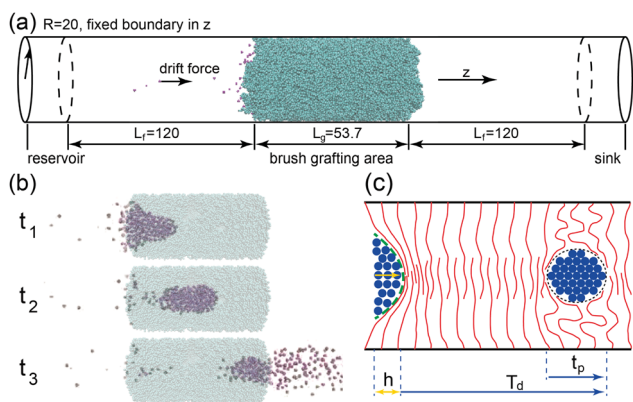 (a) R=20, fixed boundary in z
drift force
z
L_f=120
L_g=53.7
L_f=120
reservoir
brush grafting area
sink
(b)
t_1
t_2
t_3
(c)
h
T_d
t_p